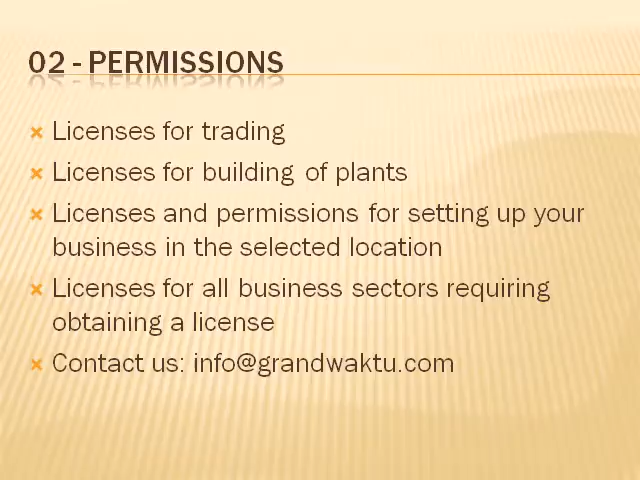 02 - PERMISSIONS
Licenses for trading
Licenses for building of plants
Licenses and permissions for setting up your
business in the selected location
Licenses for all business sectors requiring
obtaining a license
Contact us: info@grandwaktu.com